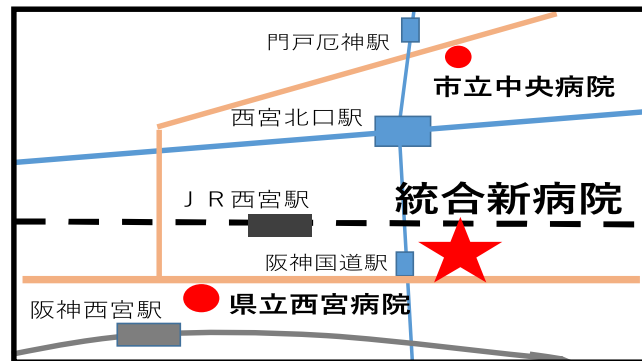 門戸厄神駅
市立中央病院
西宮北口駅
ＪＲ西宮駅
統合新病院
阪神国道駅
県立西宮病院
阪神西宮駅